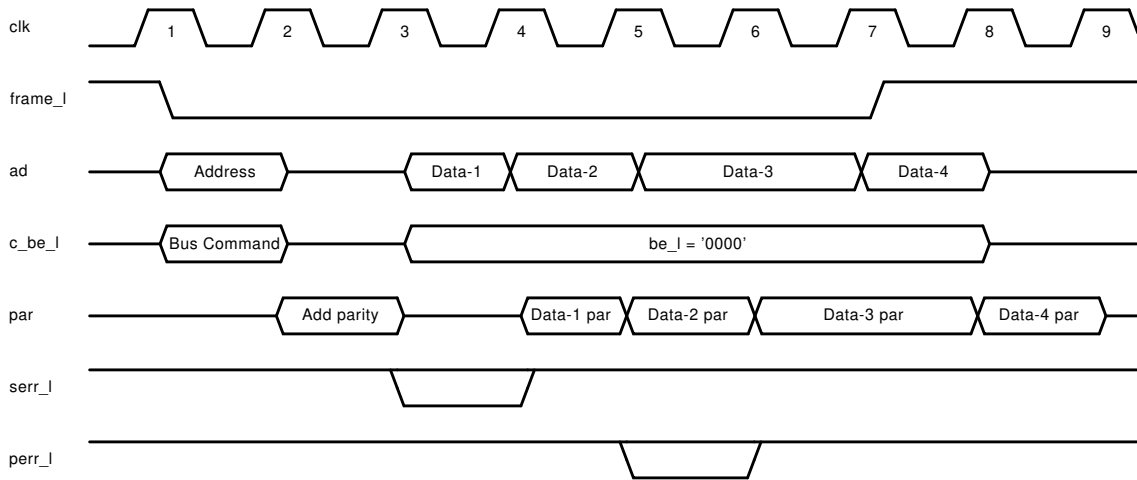 clk 1 2 3 4 5 6 7 8 9
frame_l
ad Address Data-1 Data-2 Data-3 Data-4
c_be_l Bus Command be_l = '0000'
par Add parity Data-1 par Data-2 par Data-3 par Data-4 par
serr_l
perr_l